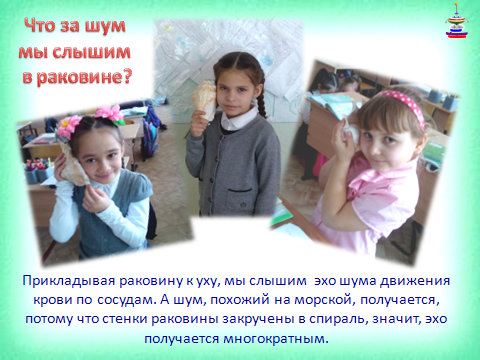 Что за шум
мы слышим
в раковине?
Прикладывая раковину к уху, мы слышим эхо шума движения
крови по сосудам. А шум, похожий на морской, получается,
потому что стенки раковины закручены в спираль, значит, эхо
получается многократным.